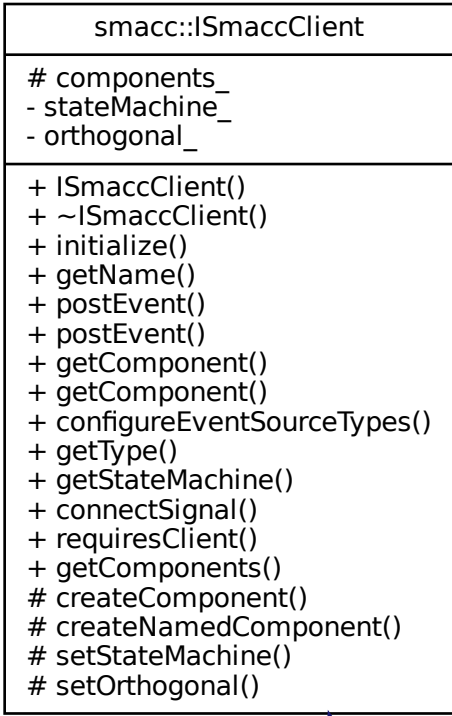 smacc::ISmaccClient
# components_
- stateMachine_
- orthogonal_
+ ISmaccClient()
+ ~ISmaccClient()
+ initialize()
+ getName()
+ postEvent()
+ postEvent()
+ getComponent()
+ getComponent()
+ configureEventSourceTypes()
+ getType()
+ getStateMachine()
+ connectSignal()
+ requiresClient()
+ getComponents()
# createComponent()
# createNamedComponent()
# setStateMachine()
# setOrthogonal()